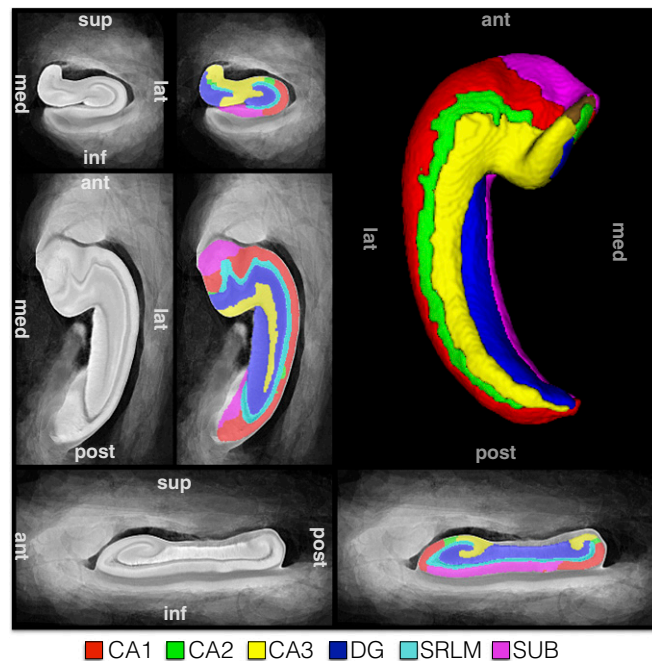 sup
ant
med
lat
inf
ant
lat
med
med
lat
post
post
sup
ant
post
inf
CA1 CA2 CA3 DG SRLM SUB